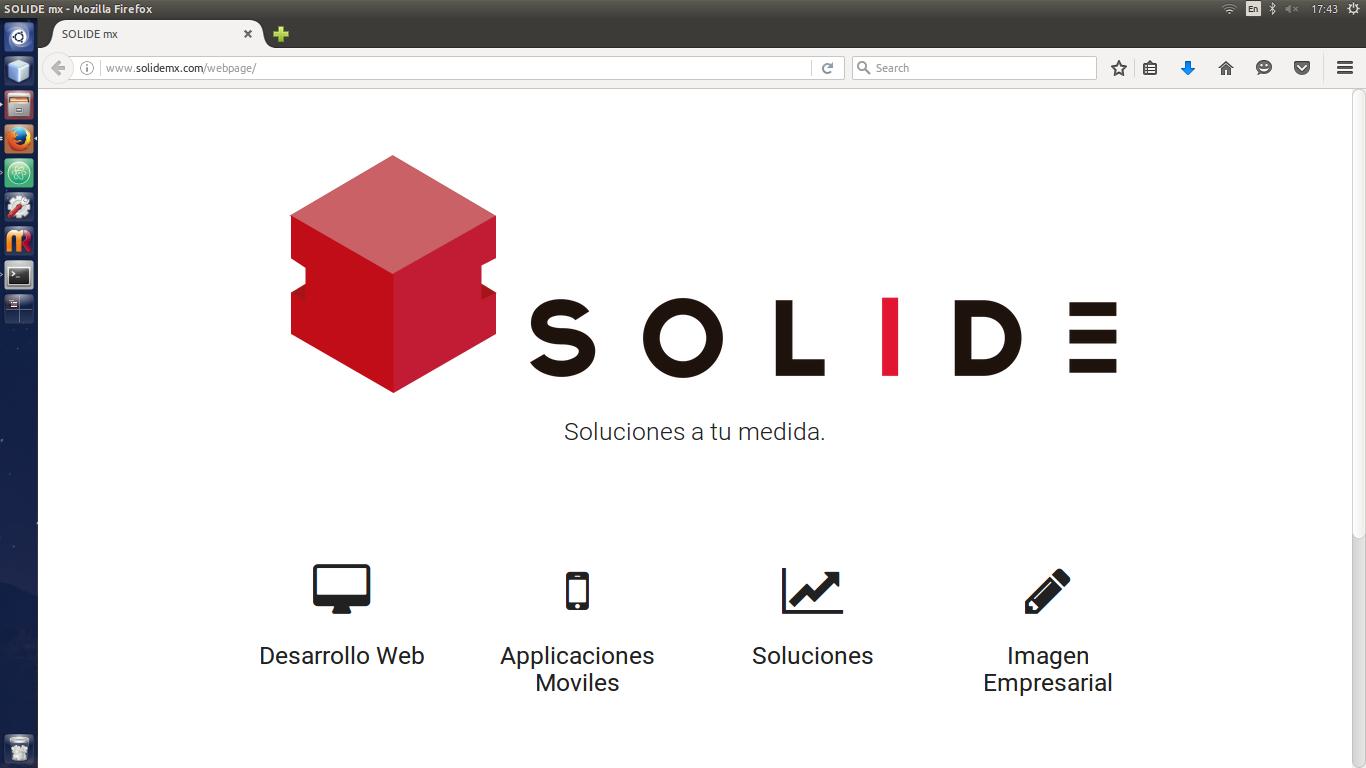 SOLIDE mx - Mozilla Firefox
En
17:43
SOLIDE mx
www.solidemx.com/webpage/
Search
SOLIDE
Soluciones a tu medida.
Desarrollo Web
Applicaciones
Moviles
Soluciones
Imagen
Empresarial